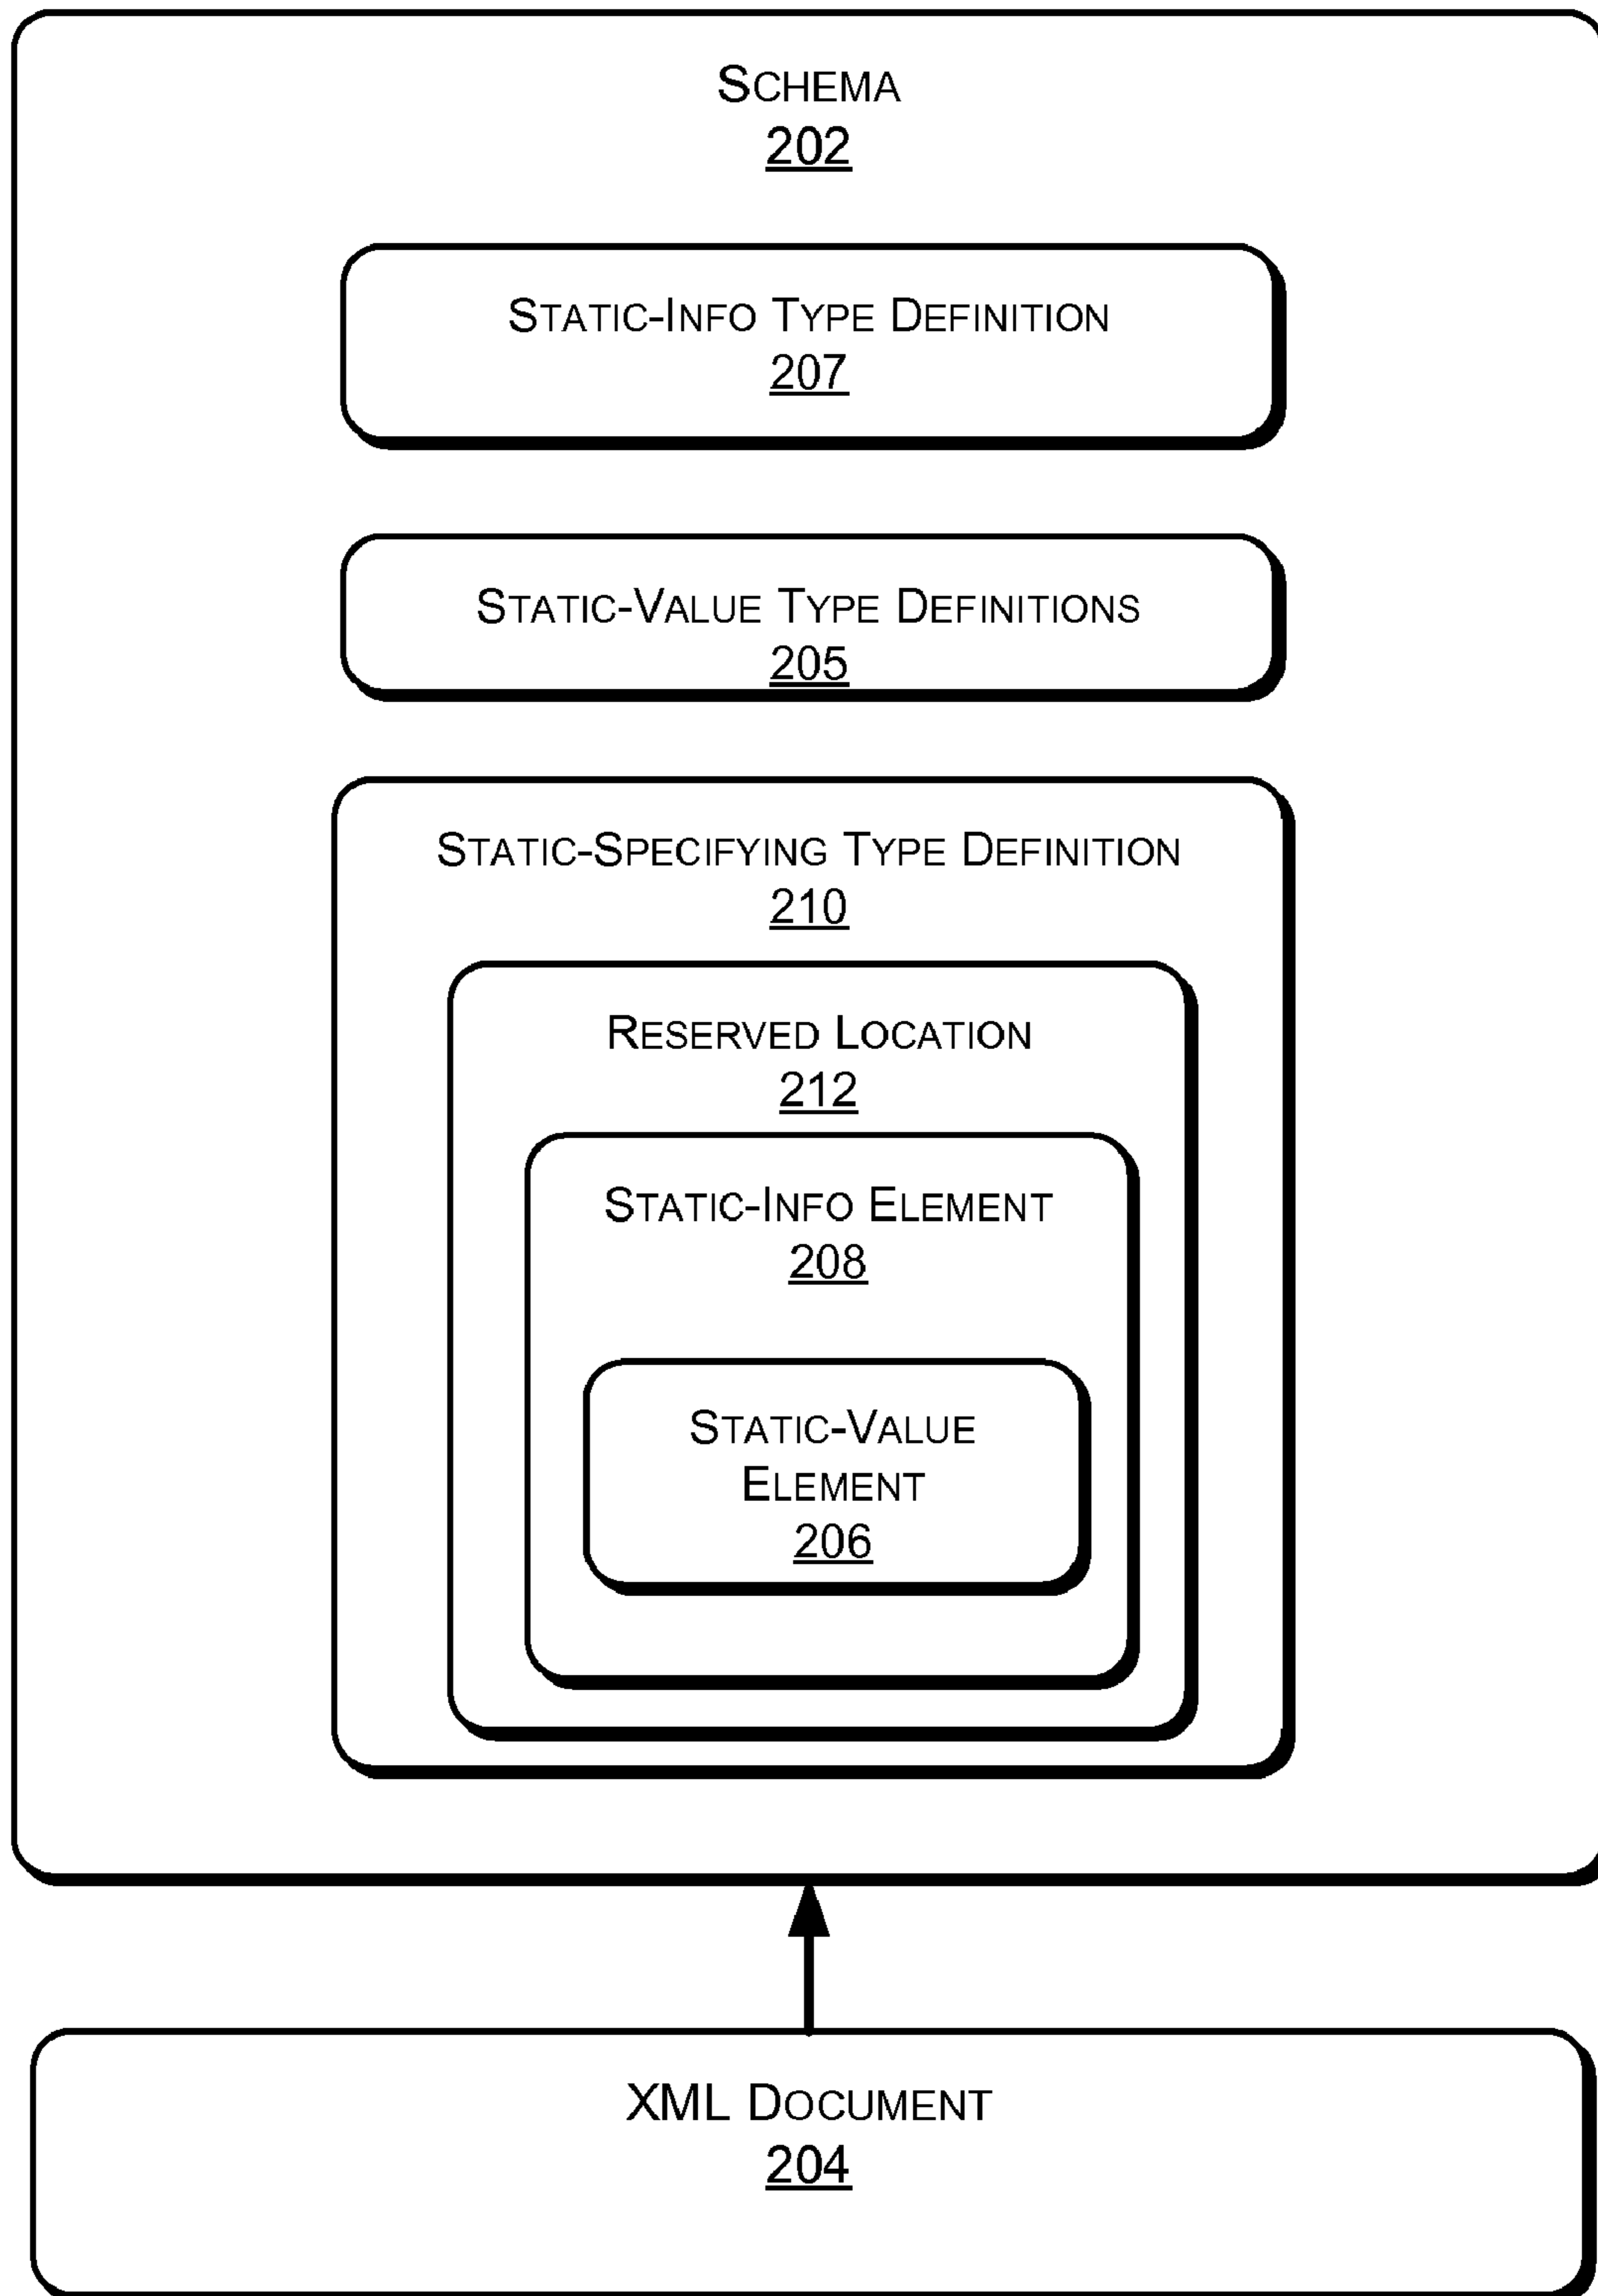 SCHEMA
202
STATIC-INFO TYPE DEFINITION
207
STATIC-VALUE TYPE DEFINITIONS
205
STATIC-SPECIFYING TYPE DEFINITION
210
RESERVED LOCATION
212
STATIC-INFO ELEMENT
208
STATIC-VALUE
ELEMENT
206
XML DOCUMENT
204